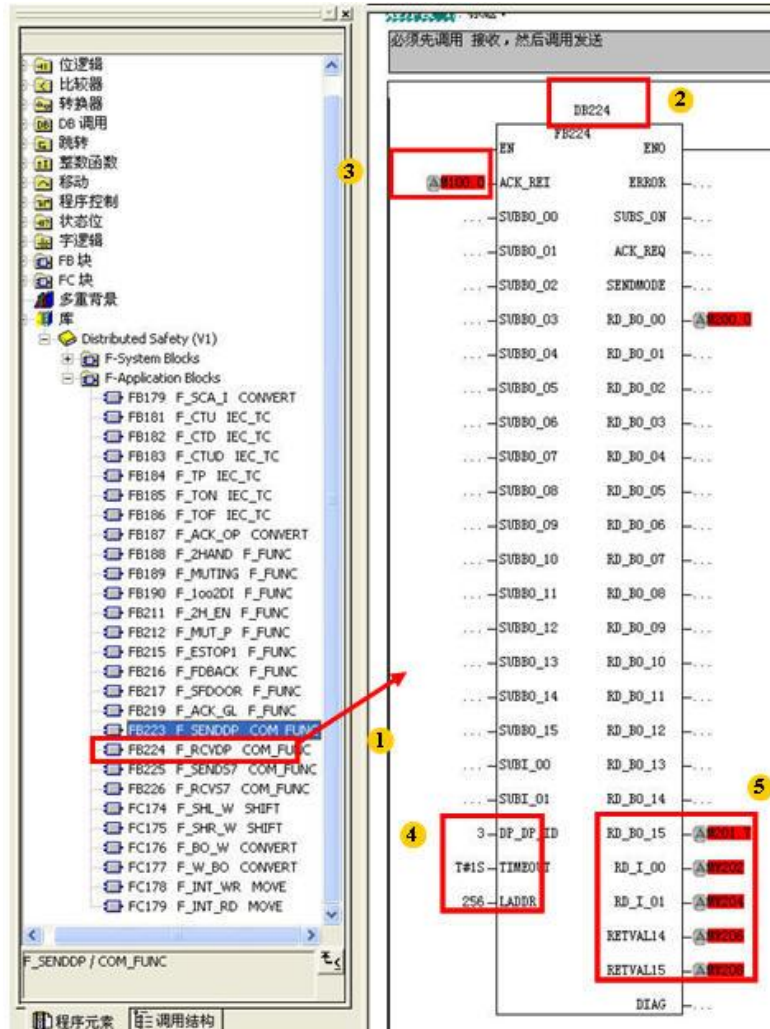 位逻辑
比较器
转换器
DB 调用
跳转
整数函数
移动
程序控制
状态位
字逻辑
FB 块
FC 块
多重背景
库
Distributed Safety (V1)
F-System Blocks
F-Application Blocks
FB179 F_SCA_I CONVERT
FB181 F_CTU IEC_TC
FB182 F_CTD IEC_TC
FB183 F_CTUD IEC_TC
FB184 F_TP IEC_TC
FB185 F_TON IEC_TC
FB186 F_TOF IEC_TC
FB187 F_ACK_OP CONVERT
FB188 F_2HAND F_FUNC
FB189 F_MUTING F_FUNC
FB190 F_1oo2DI F_FUNC
FB211 F_2H_EN F_FUNC
FB212 F_MUT_P F_FUNC
FB215 F_ESTOP1 F_FUNC
FB216 F_FDBACK F_FUNC
FB217 F_SFDOOR F_FUNC
FB219 F_ACK_GL F_FUNC
FB223 F_SENDDP COM_FUNC
FB224 F_RCVDP COM_FUNC
FB225 F_SENDS7 COM_FUNC
FB226 F_RCVS7 COM_FUNC
FC174 F_SHL_W SHIFT
FC175 F_SHR_W SHIFT
FC176 F_BO_W CONVERT
FC177 F_W_BO CONVERT
FC178 F_INT_WR MOVE
FC179 F_INT_RD MOVE
F_SENDDP / COM_FUNC
程序元素 调用结构
必须先调用 接收，然后调用发送
DB224 2
FB224
EN ENO
3
M100.0 ACK_REI ERROR ...
... SUBBO_00 SUBS_ON ...
... SUBBO_01 ACK_REQ ...
... SUBBO_02 SENDMODE ...
... SUBBO_03 RD_BO_00 M200.0
... SUBBO_04 RD_BO_01 ...
... SUBBO_05 RD_BO_02 ...
... SUBBO_06 RD_BO_03 ...
... SUBBO_07 RD_BO_04 ...
... SUBBO_08 RD_BO_05 ...
... SUBBO_09 RD_BO_06 ...
... SUBBO_10 RD_BO_07 ...
... SUBBO_11 RD_BO_08 ...
... SUBBO_12 RD_BO_09 ...
... SUBBO_13 RD_BO_10 ...
... SUBBO_14 RD_BO_11 ...
1
... SUBBO_15 RD_BO_12 ...
... SUBI_00 RD_BO_13 ...
5
... SUBI_01 RD_BO_14 ...
4
3 DP_DP_ID RD_BO_15 M201.7
T#1S TIMEOUT RD_I_00 MW202
256 LADDR RD_I_01 MW204
RETVAL14 MW206
RETVAL15 MW208
DIAG ...